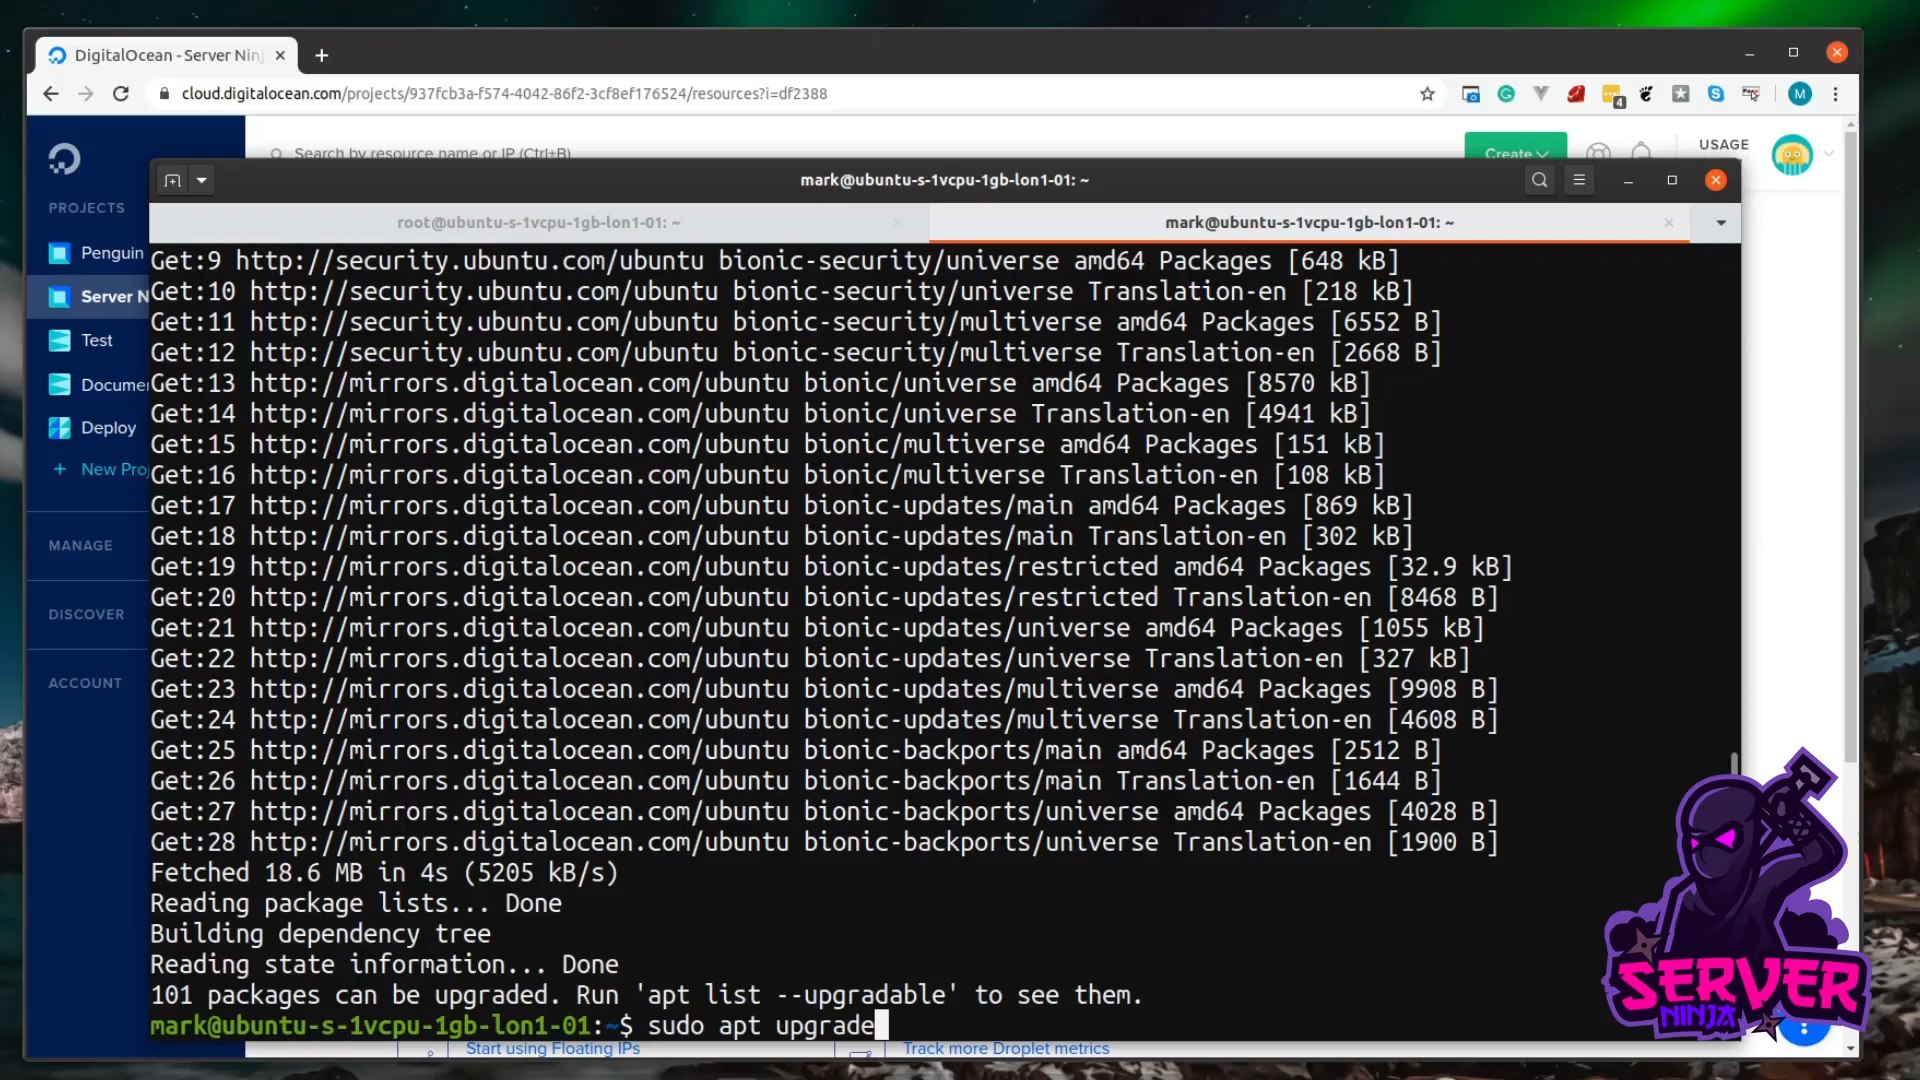 DigitalOcean - Server Nin
cloud.digitalocean.com/projects/937fcb3a-f574-4042-86f2-3cf8ef176524/resources?i=df2388
4
M
Search by resource name or IP (Ctrl+B)
Create
USAGE
PROJECTS
Penguin
Server N
Test
Docume
Deploy
+ New Proj
MANAGE
DISCOVER
ACCOUNT
mark@ubuntu-s-1vcpu-1gb-lon1-01: ~
root@ubuntu-s-1vcpu-1gb-lon1-01: ~
mark@ubuntu-s-1vcpu-1gb-lon1-01: ~
Get:9 http://security.ubuntu.com/ubuntu bionic-security/universe amd64 Packages [648 kB]
Get:10 http://security.ubuntu.com/ubuntu bionic-security/universe Translation-en [218 kB]
Get:11 http://security.ubuntu.com/ubuntu bionic-security/multiverse amd64 Packages [6552 B]
Get:12 http://security.ubuntu.com/ubuntu bionic-security/multiverse Translation-en [2668 B]
Get:13 http://mirrors.digitalocean.com/ubuntu bionic/universe amd64 Packages [8570 kB]
Get:14 http://mirrors.digitalocean.com/ubuntu bionic/universe Translation-en [4941 kB]
Get:15 http://mirrors.digitalocean.com/ubuntu bionic/multiverse amd64 Packages [151 kB]
Get:16 http://mirrors.digitalocean.com/ubuntu bionic/multiverse Translation-en [108 kB]
Get:17 http://mirrors.digitalocean.com/ubuntu bionic-updates/main amd64 Packages [869 kB]
Get:18 http://mirrors.digitalocean.com/ubuntu bionic-updates/main Translation-en [302 kB]
Get:19 http://mirrors.digitalocean.com/ubuntu bionic-updates/restricted amd64 Packages [32.9 kB]
Get:20 http://mirrors.digitalocean.com/ubuntu bionic-updates/restricted Translation-en [8468 B]
Get:21 http://mirrors.digitalocean.com/ubuntu bionic-updates/universe amd64 Packages [1055 kB]
Get:22 http://mirrors.digitalocean.com/ubuntu bionic-updates/universe Translation-en [327 kB]
Get:23 http://mirrors.digitalocean.com/ubuntu bionic-updates/multiverse amd64 Packages [9908 B]
Get:24 http://mirrors.digitalocean.com/ubuntu bionic-updates/multiverse Translation-en [4608 B]
Get:25 http://mirrors.digitalocean.com/ubuntu bionic-backports/main amd64 Packages [2512 B]
Get:26 http://mirrors.digitalocean.com/ubuntu bionic-backports/main Translation-en [1644 B]
Get:27 http://mirrors.digitalocean.com/ubuntu bionic-backports/universe amd64 Packages [4028 B]
Get:28 http://mirrors.digitalocean.com/ubuntu bionic-backports/universe Translation-en [1900 B]
Fetched 18.6 MB in 4s (5205 kB/s)
Reading package lists... Done
Building dependency tree
Reading state information... Done
101 packages can be upgraded. Run 'apt list --upgradable' to see them.
mark@ubuntu-s-1vcpu-1gb-lon1-01:~$ sudo apt upgrade
Start using Floating IPs
Track more Droplet metrics
SERVER
NINJA